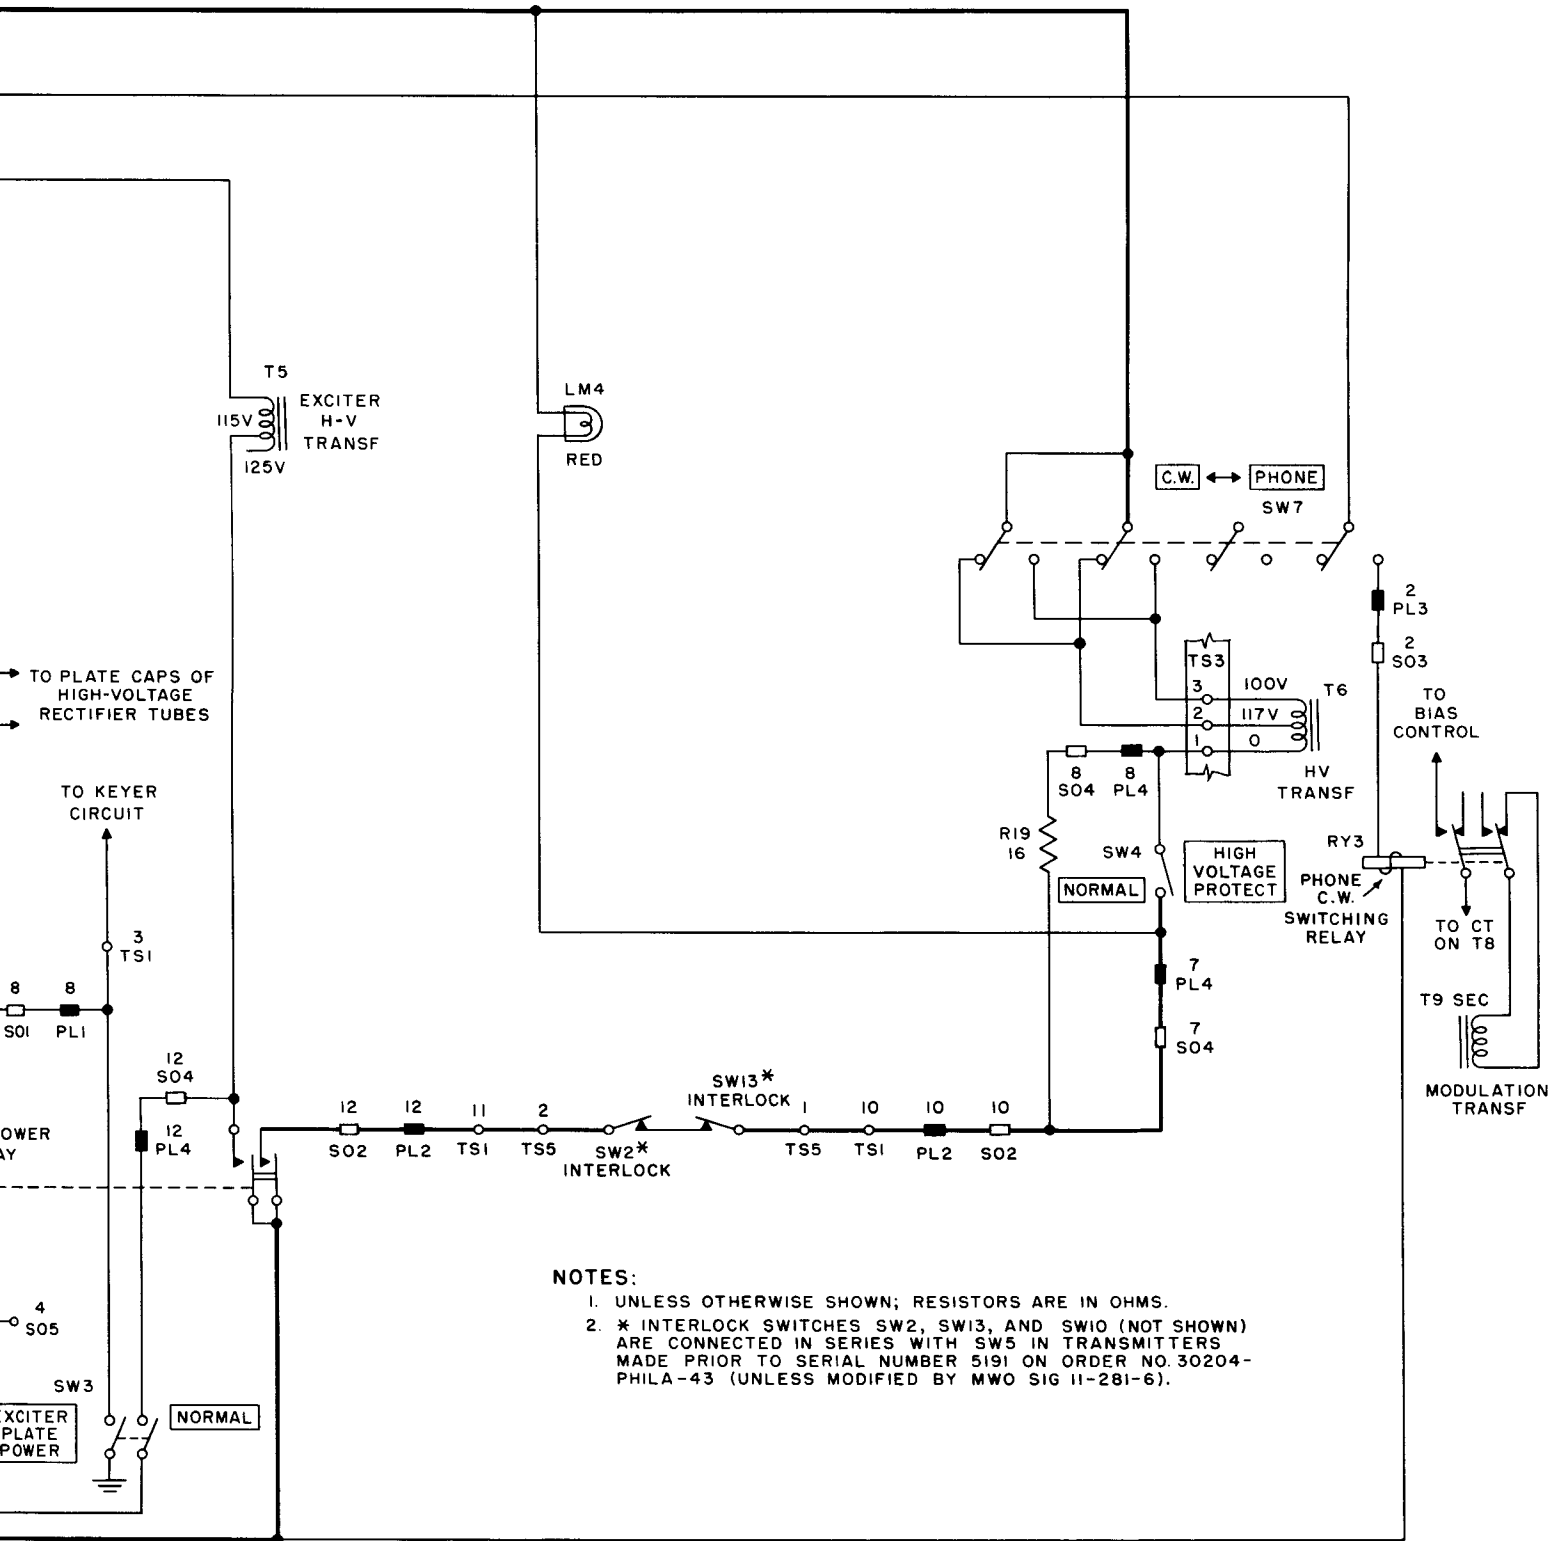 T5
EXCITER
H-V
TRANSF
115V
125V
LM4
RED
C.W.
PHONE
SW7
2
PL3
2
SO3
TO PLATE CAPS OF
HIGH-VOLTAGE
RECTIFIER TUBES
TS3
3
100V
T6
2
117V
1
0
HV
TRANSF
TO
BIAS
CONTROL
8
SO4
8
PL4
TO KEYER
CIRCUIT
R19
16
SW4
HIGH
VOLTAGE
PROTECT
NORMAL
RY3
PHONE
C.W.
SWITCHING
RELAY
TO CT
ON T8
3
TS1
7
PL4
8
SO1
8
PL1
7
SO4
T9 SEC
MODULATION
TRANSF
12
SO4
12
PL4
OWER
AY
12
SO2
12
PL2
11
TS1
2
TS5
SW2*
INTERLOCK
SW13*
INTERLOCK
1
TS5
10
TS1
10
PL2
10
SO2
4
SO5
NOTES:
1. UNLESS OTHERWISE SHOWN; RESISTORS ARE IN OHMS.
2. * INTERLOCK SWITCHES SW2, SW13, AND SW10 (NOT SHOWN)
ARE CONNECTED IN SERIES WITH SW5 IN TRANSMITTERS
MADE PRIOR TO SERIAL NUMBER 5191 ON ORDER NO. 30204-
PHILA-43 (UNLESS MODIFIED BY MWO SIG 11-281-6).
SW3
EXCITER
PLATE
POWER
NORMAL